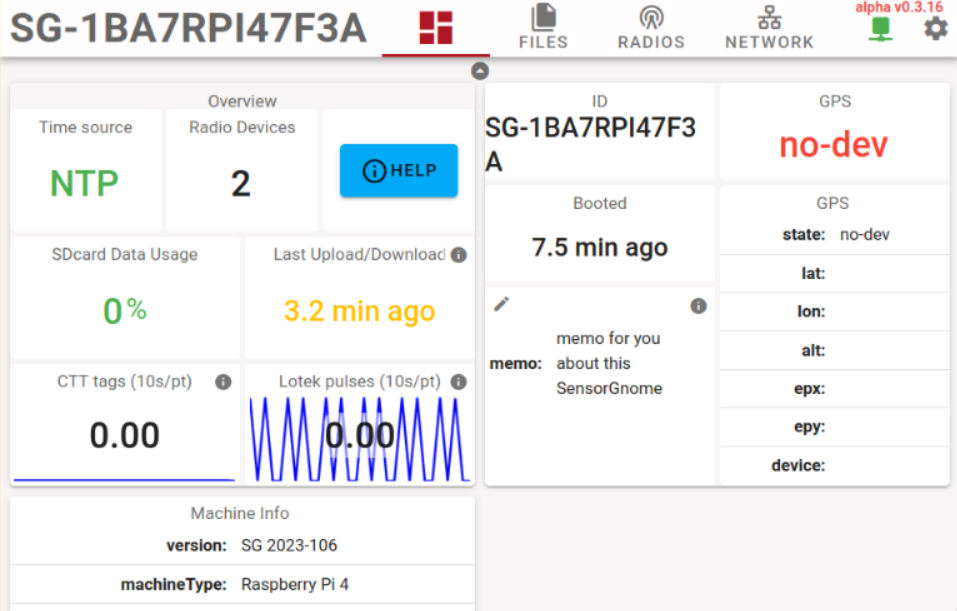 SG-1BA7RPI47F3A
FILES
RADIOS
NETWORK
alpha v0.3.16
Overview
Time source
NTP
Radio Devices
2
HELP
SDcard Data Usage
0%
Last Upload/Download
3.2 min ago
CTT tags (10s/pt)
0.00
Lotek pulses (10s/pt)
0.00
ID
SG-1BA7RPI47F3
A
Booted
7.5 min ago
memo: memo for you
about this
SensorGnome
GPS
no-dev
GPS
state: no-dev
lat:
lon:
alt:
epx:
epy:
device:
Machine Info
version: SG 2023-106
machineType: Raspberry Pi 4